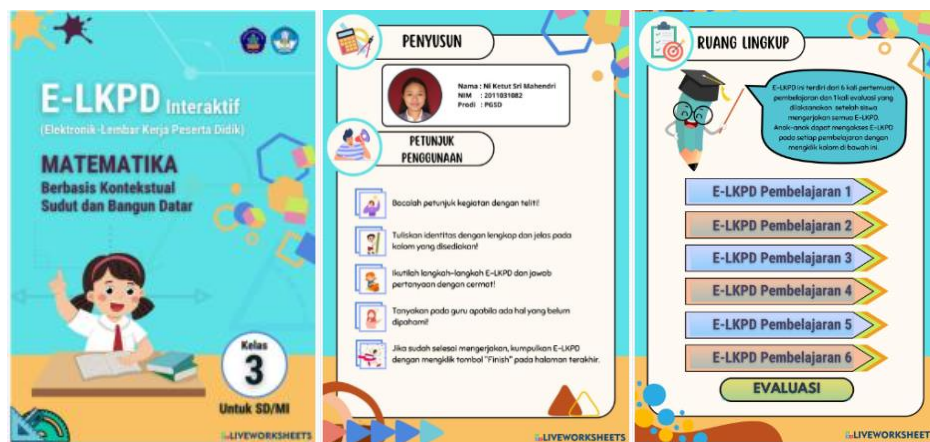 E-LKPD Interaktif
(Elektronik-Lembar Kerja Peserta Didik)
MATEMATIKA
Berbasis Kontekstual
Sudut dan Bangun Datar
Kelas
3
Untuk SD/MI
LIVEWORKSHEETS
PENYUSUN
Nama : Ni Ketut Sri Mahendri
NIM : 2011031082
Prodi : PGSD
PETUNJUK
PENGGUNAAN
Bacalah petunjuk kegiatan dengan teliti!
Tuliskan identitas dengan lengkap dan jelas pada
kolom yang disediakan!
Ikutilah langkah-langkah E-LKPD dan jawab
pertanyaan dengan cermat!
Tanyakan pada guru apabila ada hal yang belum
dipahami!
Jika sudah selesai mengerjakan, kumpulkan E-LKPD
dengan mengklik tombol "Finish" pada halaman terakhir.
LIVEWORKSHEETS
RUANG LINGKUP
E-LKPD ini terdiri dari 6 kali pertemuan
pembelajaran dan 1 kali evaluasi yang
dilaksanakan setelah siswa
mengerjakan semua E-LKPD.
Anak-anak dapat mengakses E-LKPD
pada setiap pembelajaran dengan
mengklik kolom di bawah ini.
E-LKPD Pembelajaran 1
E-LKPD Pembelajaran 2
E-LKPD Pembelajaran 3
E-LKPD Pembelajaran 4
E-LKPD Pembelajaran 5
E-LKPD Pembelajaran 6
EVALUASI
LIVEWORKSHEETS